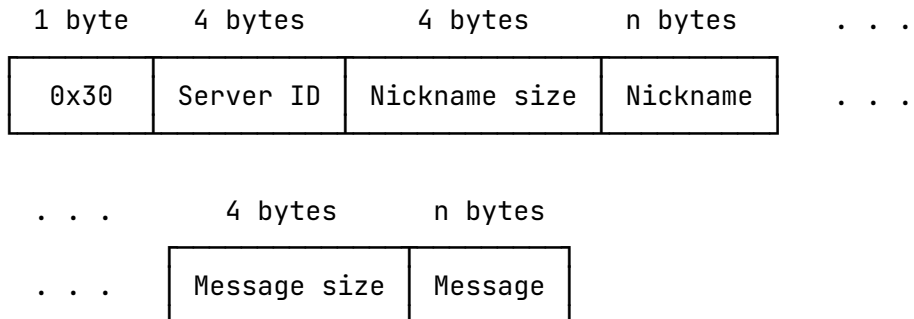 1 byte 4 bytes 4 bytes n bytes . . .
0x30 Server ID Nickname size Nickname . . .
. . . 4 bytes n bytes
. . . Message size Message